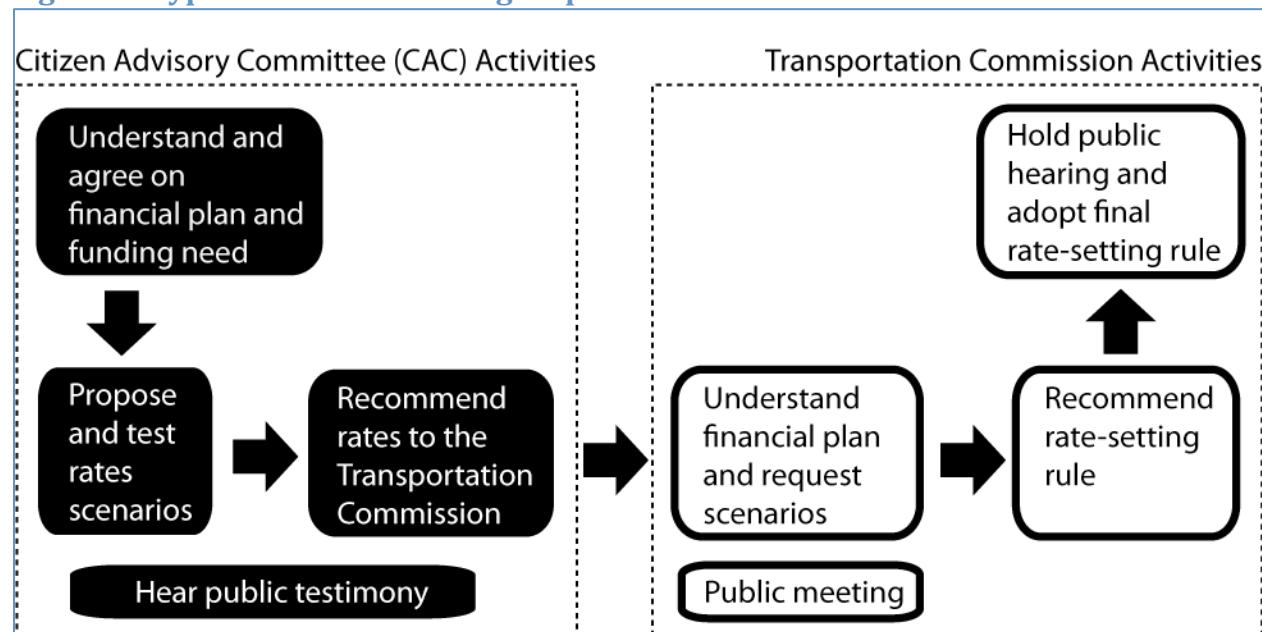 Citizen Advisory Committee (CAC) Activities
Understand and
agree on
financial plan and
funding need
Propose
and test
rates
scenarios
Recommend
rates to the
Transportation
Commission
Hear public testimony
Transportation Commission Activities
Understand
financial plan
and request
scenarios
Recommend
rate-setting
rule
Hold public
hearing and
adopt final
rate-setting rule
Public meeting